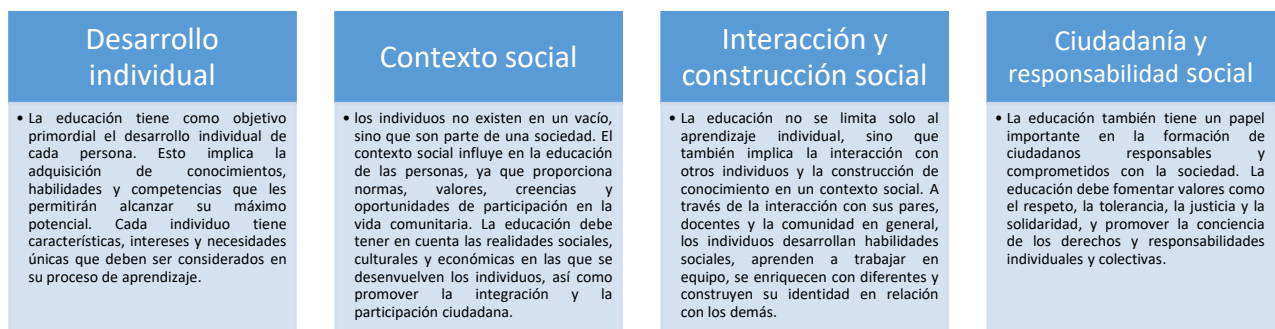 Desarrollo
individual
• La educación tiene como objetivo
primordial el desarrollo individual de
cada persona. Esto implica la
adquisición de conocimientos,
habilidades y competencias que les
permitirán alcanzar su máximo
potencial. Cada individuo tiene
características, intereses y necesidades
únicas que deben ser considerados en
su proceso de aprendizaje.
Contexto social
• los individuos no existen en un vacío,
sino que son parte de una sociedad. El
contexto social influye en la educación
de las personas, ya que proporciona
normas, valores, creencias y
oportunidades de participación en la
vida comunitaria. La educación debe
tener en cuenta las realidades sociales,
culturales y económicas en las que se
desenvuelven los individuos, así como
promover la integración y la
participación ciudadana.
Interacción y
construcción social
• La educación no se limita solo al
aprendizaje individual, sino que
también implica la interacción con
otros individuos y la construcción de
conocimiento en un contexto social. A
través de la interacción con sus pares,
docentes y la comunidad en general,
los individuos desarrollan habilidades
sociales, aprenden a trabajar en
equipo, se enriquecen con diferentes y
construyen su identidad en relación
con los demás.
Ciudadanía y
responsabilidad social
• La educación también tiene un papel
importante en la formación de
ciudadanos responsables y
comprometidos con la sociedad. La
educación debe fomentar valores como
el respeto, la tolerancia, la justicia y la
solidaridad, y promover la conciencia
de los derechos y responsabilidades
individuales y colectivas.